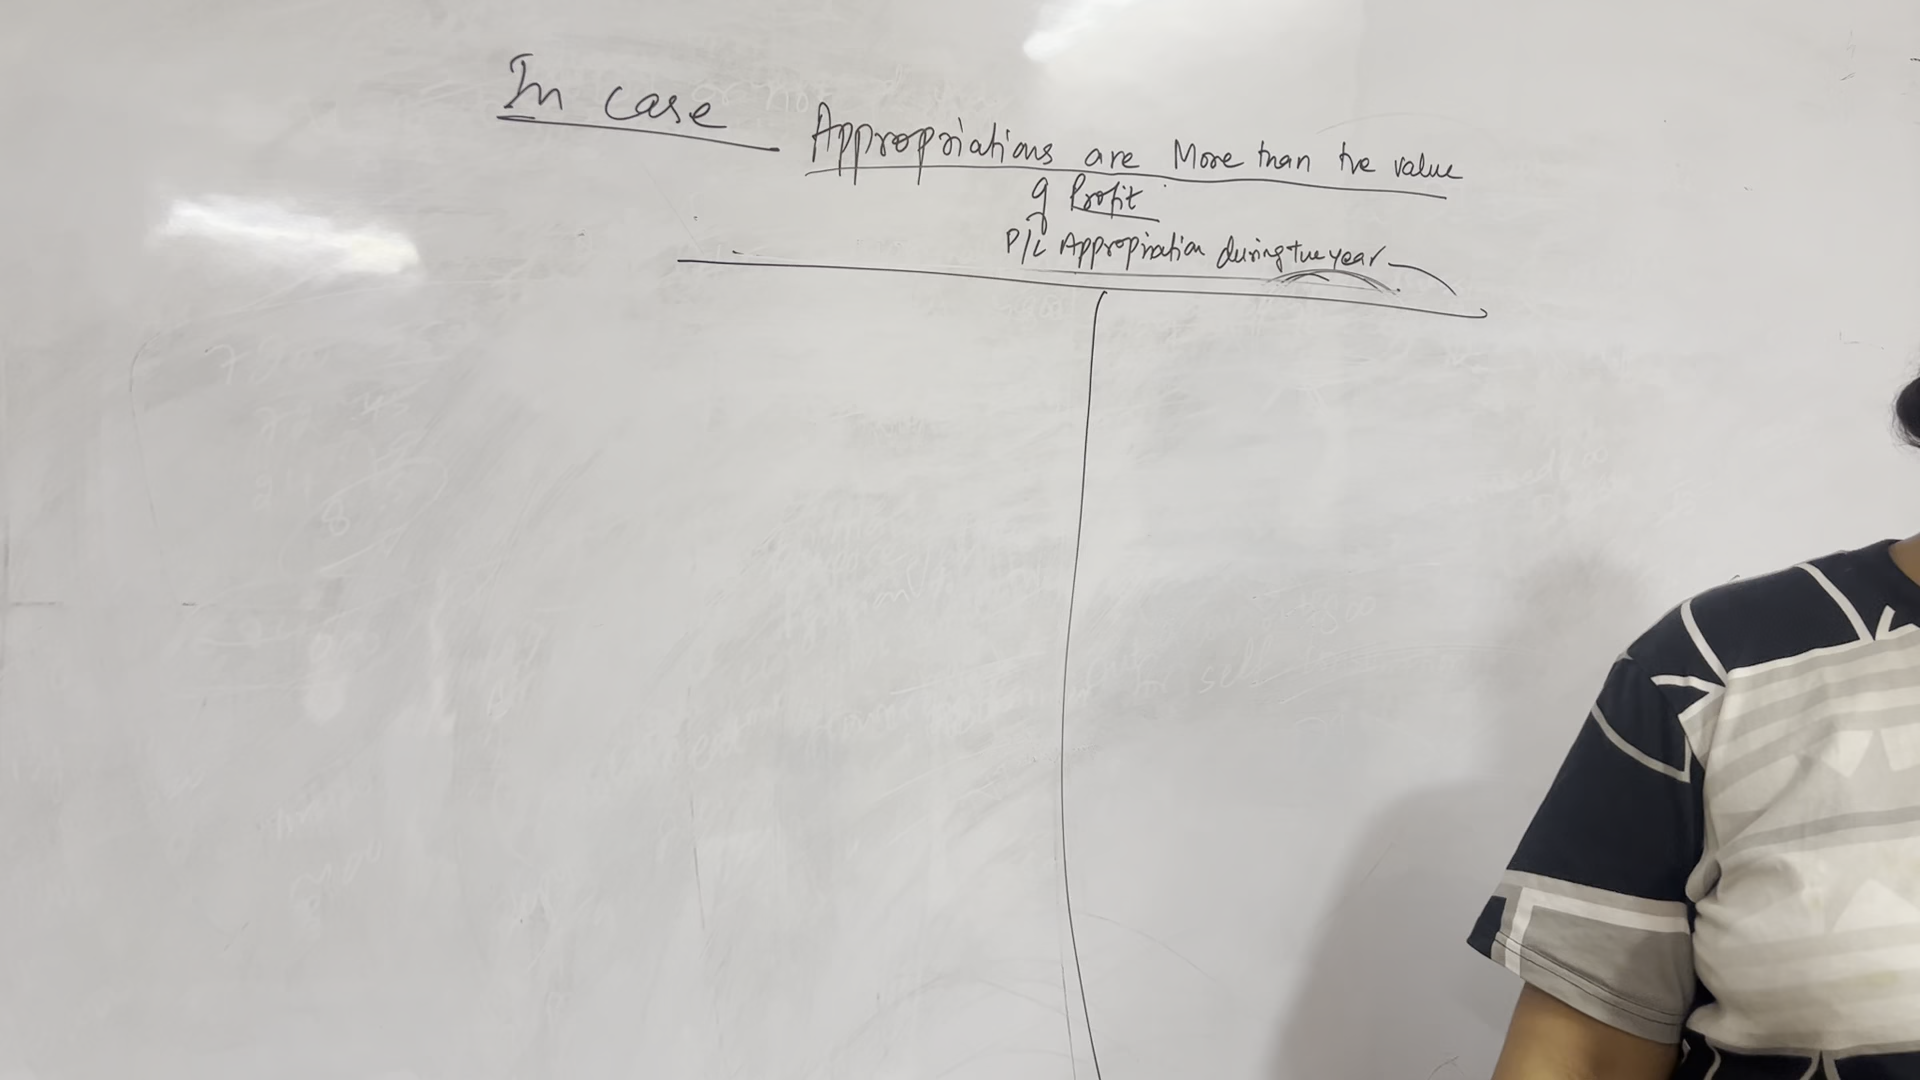 In case Appropriations are More than the value
of Profit
P/L Appropriation during the year